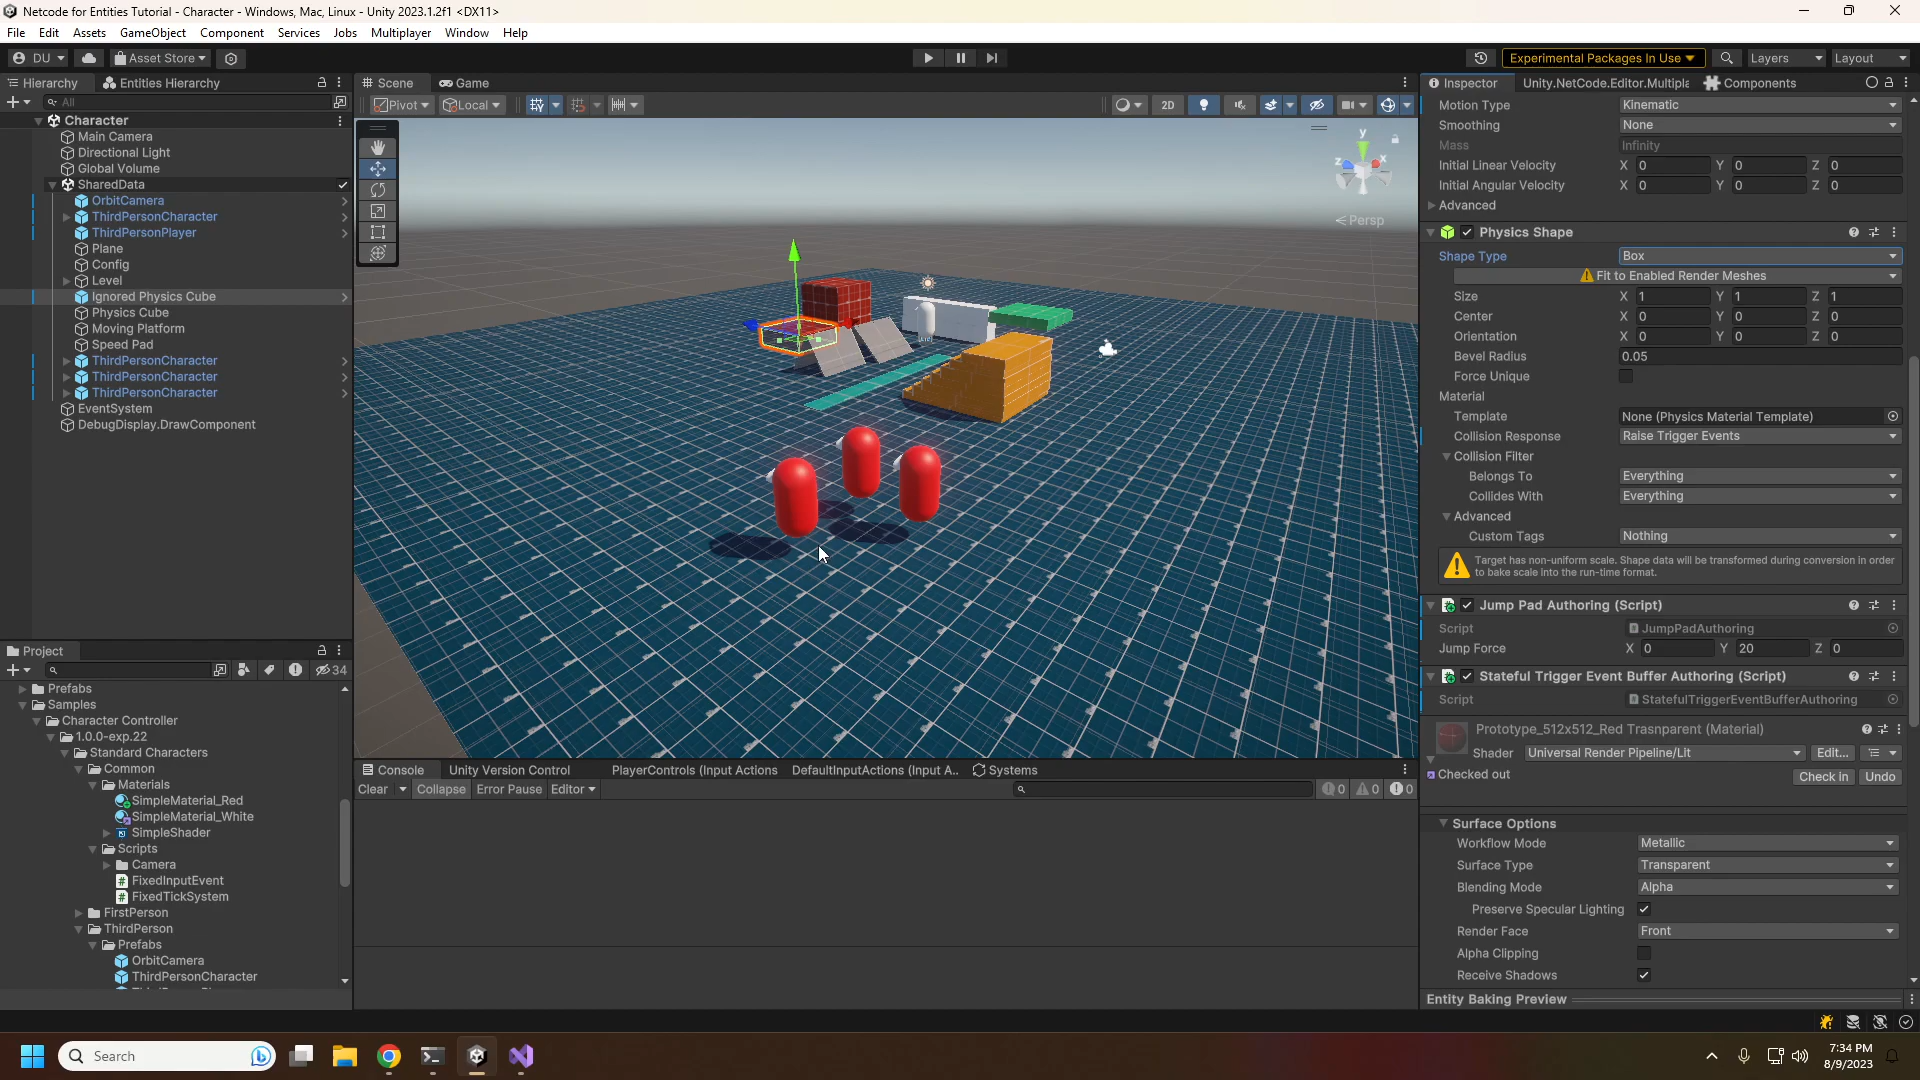 Netcode for Entities Tutorial - Character - Windows, Mac, Linux - Unity 2023.1.2f1 <DX11>
File Edit Assets GameObject Component Services Jobs Multiplayer Window Help
DU Asset Store Experimental Packages In Use Layers Layout
Hierarchy Entities Hierarchy
All
Character
Main Camera
Directional Light
Global Volume
SharedData
OrbitCamera
ThirdPersonCharacter
ThirdPersonPlayer
Plane
Config
Level
Ignored Physics Cube
Physics Cube
Moving Platform
Speed Pad
ThirdPersonCharacter
ThirdPersonCharacter
ThirdPersonCharacter
EventSystem
DebugDisplay.DrawComponent
Scene Game
Pivot Local 2D
y
x
z
Persp
Project
34
Prefabs
Samples
Character Controller
1.0.0-exp.22
Standard Characters
Common
Materials
SimpleMaterial_Red
SimpleMaterial_White
SimpleShader
Scripts
Camera
FixedInputEvent
FixedTickSystem
FirstPerson
ThirdPerson
Prefabs
OrbitCamera
ThirdPersonCharacter
Console Unity Version Control PlayerControls (Input Actions DefaultInputActions (Input A.. Systems
Clear Collapse Error Pause Editor 0 0 0
Inspector Unity.NetCode.Editor.Multipla Components
Motion Type Kinematic
Smoothing None
Mass Infinity
Initial Linear Velocity X 0 Y 0 Z 0
Initial Angular Velocity X 0 Y 0 Z 0
Advanced
Physics Shape
Shape Type Box
Fit to Enabled Render Meshes
Size X 1 Y 1 Z 1
Center X 0 Y 0 Z 0
Orientation X 0 Y 0 Z 0
Bevel Radius 0.05
Force Unique
Material
Template None (Physics Material Template)
Collision Response Raise Trigger Events
Collision Filter
Belongs To Everything
Collides With Everything
Advanced
Custom Tags Nothing
Target has non-uniform scale. Shape data will be transformed during conversion in order
to bake scale into the run-time format.
Jump Pad Authoring (Script)
Script JumpPadAuthoring
Jump Force X 0 Y 20 Z 0
Stateful Trigger Event Buffer Authoring (Script)
Script StatefulTriggerEventBufferAuthoring
Prototype_512x512_Red Trasnparent (Material)
Shader Universal Render Pipeline/Lit Edit...
Checked out Check in Undo
Surface Options
Workflow Mode Metallic
Surface Type Transparent
Blending Mode Alpha
Preserve Specular Lighting
Render Face Front
Alpha Clipping
Receive Shadows
Entity Baking Preview
Search
7:34 PM
8/9/2023